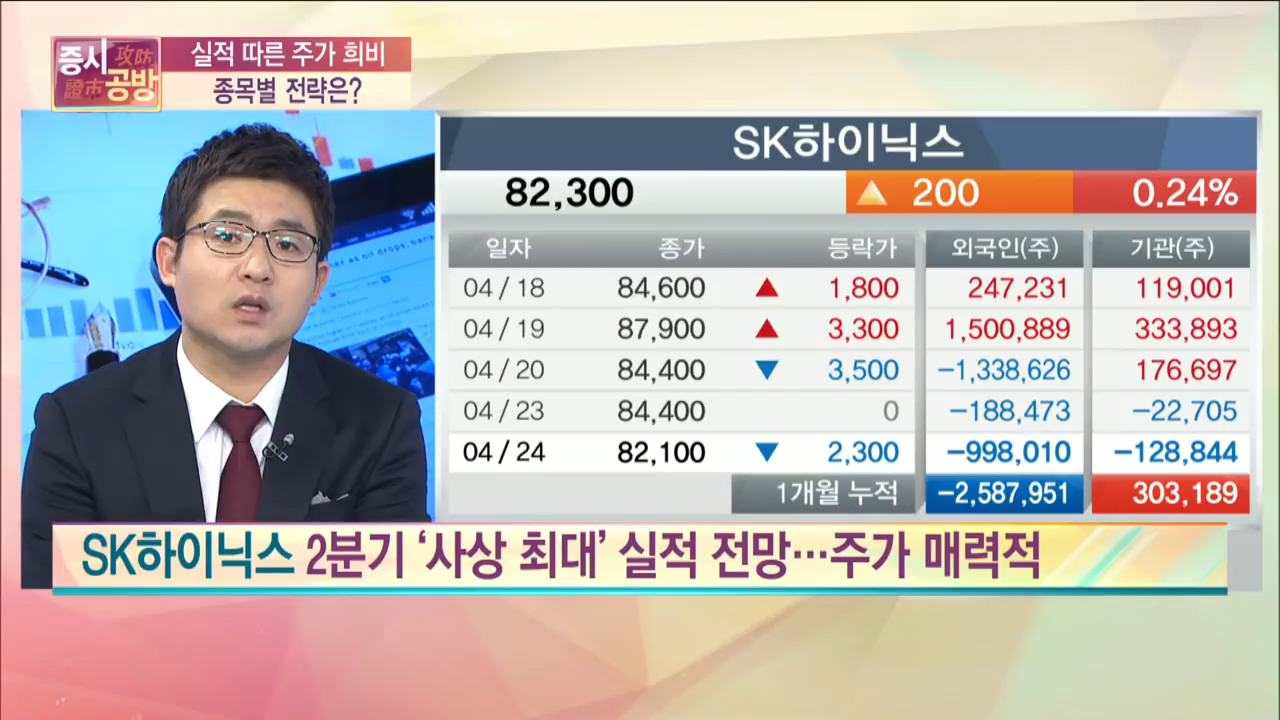 증시 攻防
證市 공방
실적 따른 주가 희비
종목별 전략은?
SK하이닉스
82,300 ▲ 200 0.24%
일자 종가 등락가 외국인(주) 기관(주)
04 / 18 84,600 ▲ 1,800 247,231 119,001
04 / 19 87,900 ▲ 3,300 1,500,889 333,893
04 / 20 84,400 ▼ 3,500 -1,338,626 176,697
04 / 23 84,400 0 -188,473 -22,705
04 / 24 82,100 ▼ 2,300 -998,010 -128,844
1개월 누적 -2,587,951 303,189
SK하이닉스 2분기 ‘사상 최대’ 실적 전망…주가 매력적